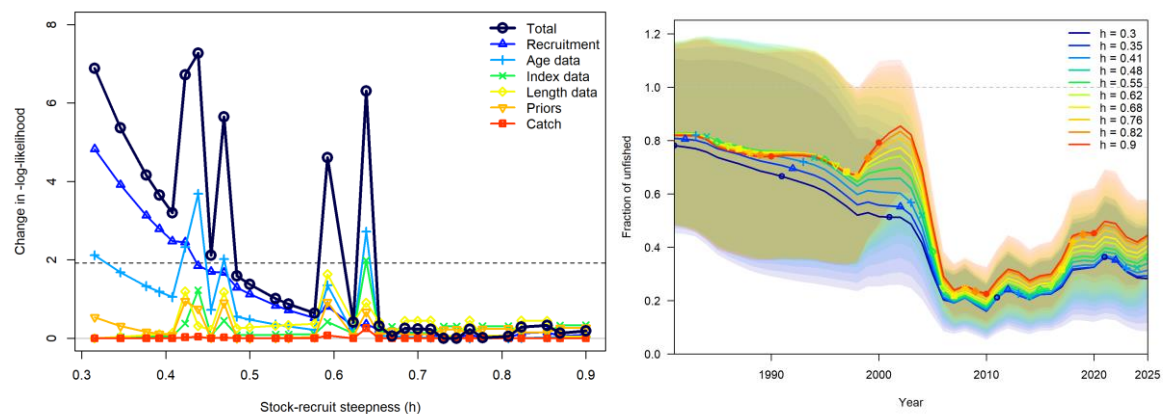 8
6
4
2
0
Change in -log-likelihood
Total
Recruitment
Age data
Index data
Length data
Priors
Catch
0.3 0.4 0.5 0.6 0.7 0.8 0.9
Stock-recruit steepness (h)
1.2
1.0
0.8
0.6
0.4
0.2
0.0
Fraction of unfished
h = 0.3
h = 0.35
h = 0.41
h = 0.48
h = 0.55
h = 0.62
h = 0.68
h = 0.76
h = 0.82
h = 0.9
1990 2000 2010 2020 2025
Year